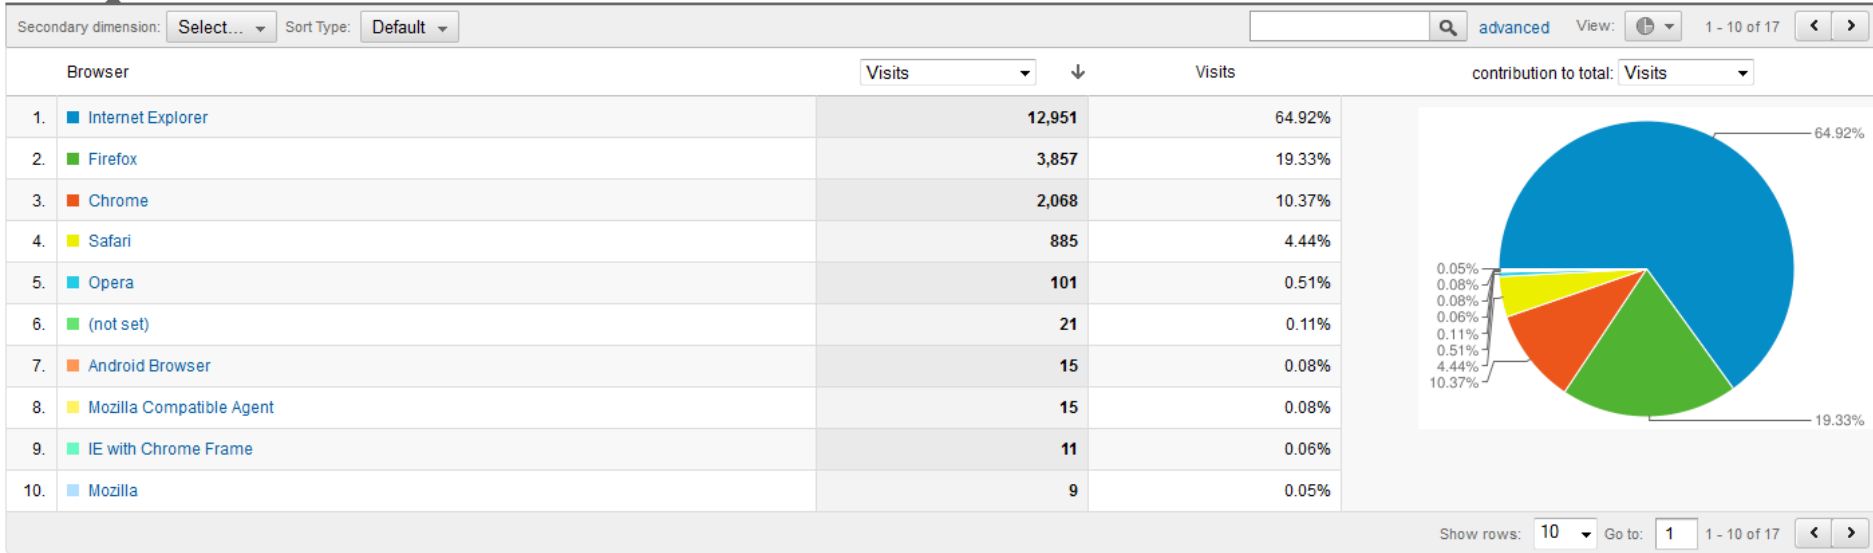 Secondary dimension: Select... Sort Type: Default advanced View: 1 - 10 of 17
Browser Visits Visits contribution to total: Visits
1. Internet Explorer 12,951 64.92%
2. Firefox 3,857 19.33%
3. Chrome 2,068 10.37%
4. Safari 885 4.44%
5. Opera 101 0.51%
6. (not set) 21 0.11%
7. Android Browser 15 0.08%
8. Mozilla Compatible Agent 15 0.08%
9. IE with Chrome Frame 11 0.06%
10. Mozilla 9 0.05%
64.92%
0.05%
0.08%
0.08%
0.06%
0.11%
0.51%
4.44%
10.37%
19.33%
Show rows: 10 Go to: 1 1 - 10 of 17